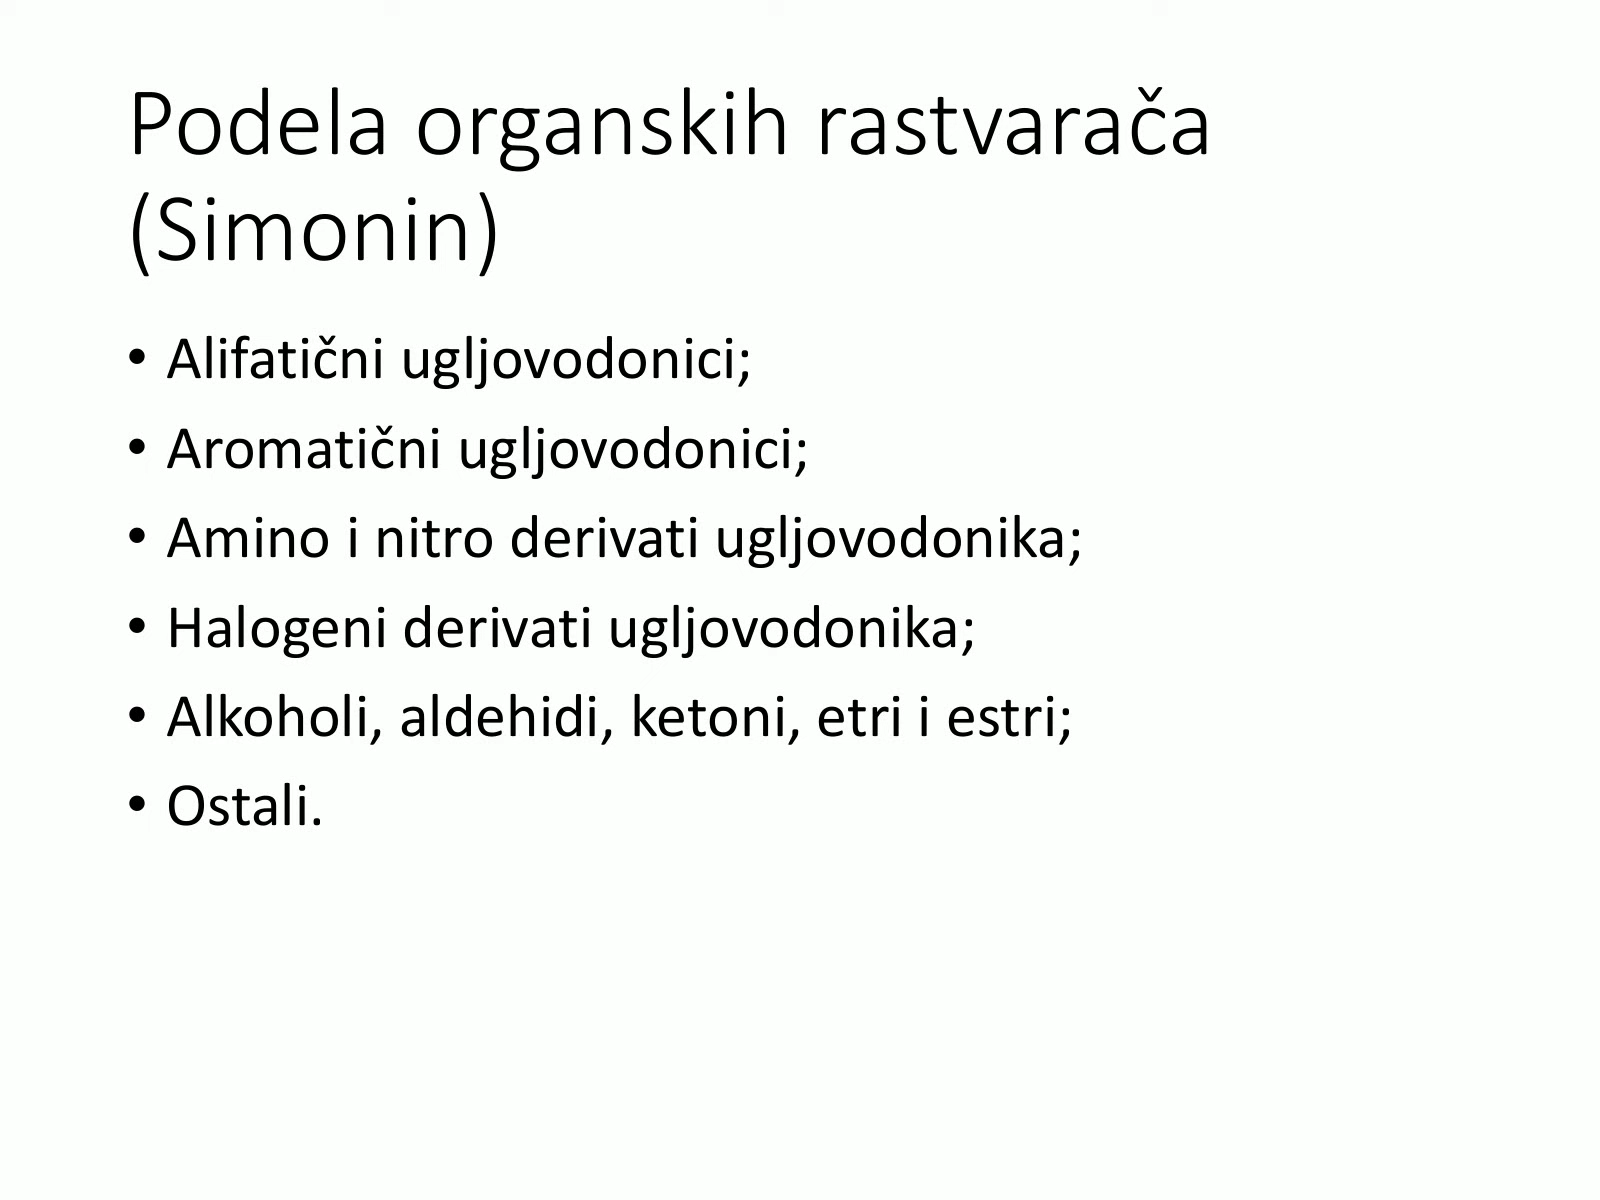 Podela organskih rastvarača
(Simonin)
• Alifatični ugljovodonici;
• Aromatični ugljovodonici;
• Amino i nitro derivati ugljovodonika;
• Halogeni derivati ugljovodonika;
• Alkoholi, aldehidi, ketoni, etri i estri;
• Ostali.